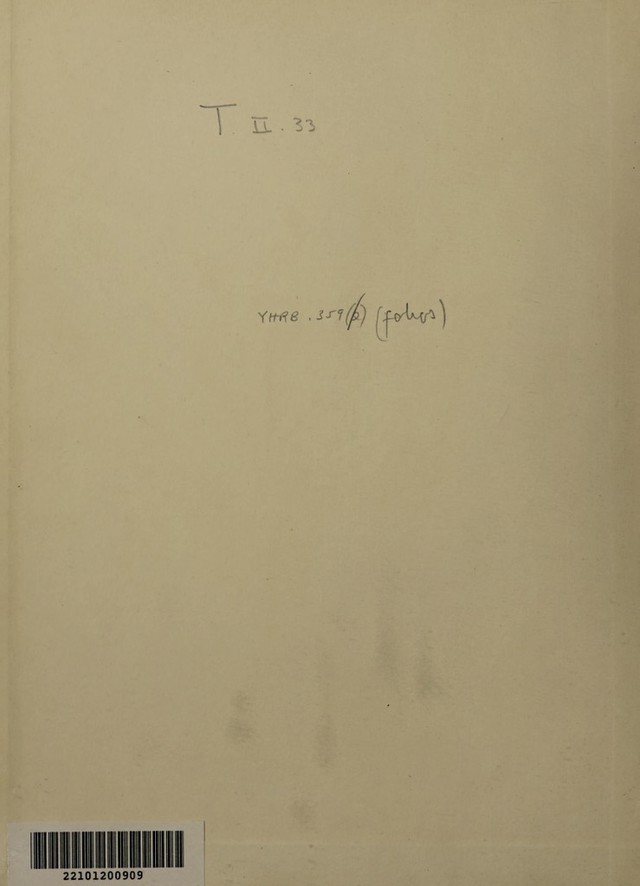 T. II. 33
YHRB.359(b) (folios)
22101200909